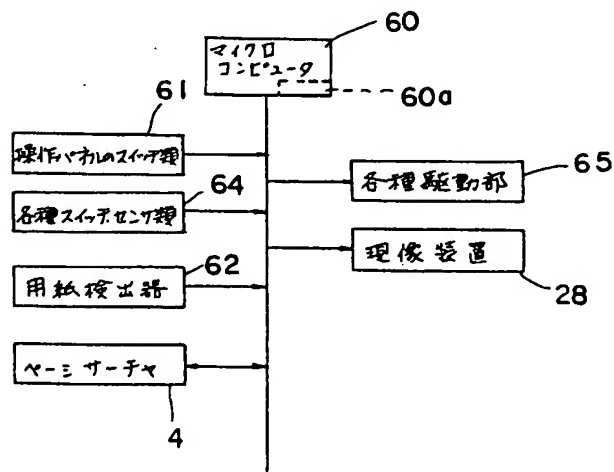 60
マイクロ
コンピュータ
60a
61
操作パネルのスイッチ類
65
各種駆動部
64
各種スイッチ、センサ類
現像装置
28
62
用紙検出器
ページサーチャ
4